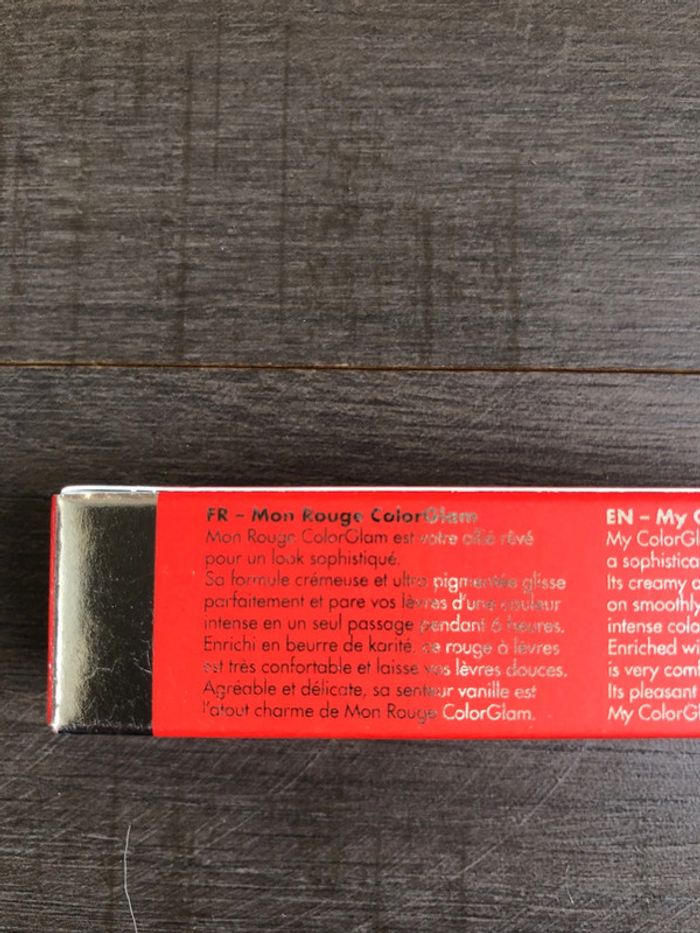 FR – Mon Rouge ColorGlam
Mon Rouge ColorGlam est votre allié rêvé
pour un look sophistiqué.
Sa formule crémeuse et ultra pigmentée glisse
parfaitement et pare vos lèvres d'une couleur
intense en un seul passage pendant 6 heures.
Enrichi en beurre de karité, ce rouge à lèvres
est très confortable et laisse vos lèvres douces.
Agréable et délicate, sa senteur vanille est
l'atout charme de Mon Rouge ColorGlam.
EN – My C
My ColorGl
a sophistica
Its creamy a
on smoothly
intense colo
Enriched wi
is very comf
Its pleasant
My ColorGl